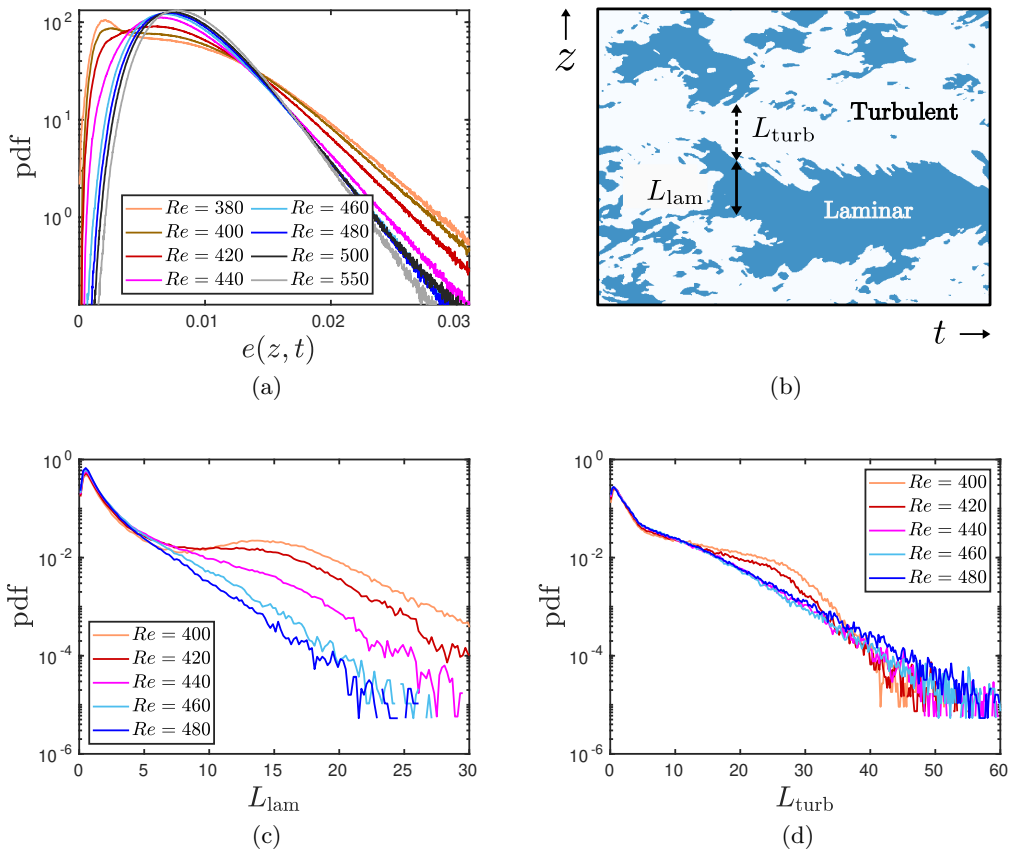 pdf
10^2
10^1
10^0
Re = 380
Re = 400
Re = 420
Re = 440
Re = 460
Re = 480
Re = 500
Re = 550
0 0.01 0.02 0.03
e(z, t)
(a)
z
Turbulent
L_turb
L_lam
Laminar
t
(b)
pdf
10^0
10^-2
10^-4
10^-6
Re = 400
Re = 420
Re = 440
Re = 460
Re = 480
0 5 10 15 20 25 30
L_lam
(c)
pdf
10^0
10^-2
10^-4
10^-6
Re = 400
Re = 420
Re = 440
Re = 460
Re = 480
0 10 20 30 40 50 60
L_turb
(d)